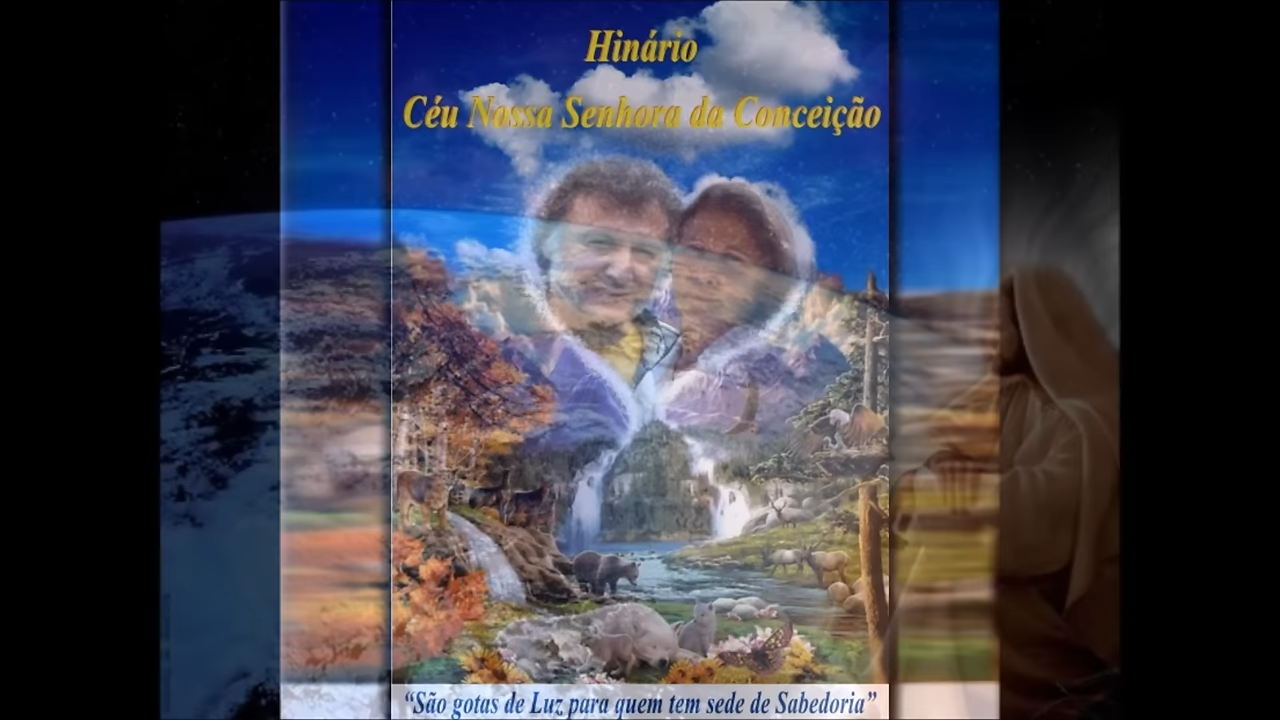 Hinário
Céu Nossa Senhora da Conceição
“São gotas de Luz para quem tem sede de Sabedoria”